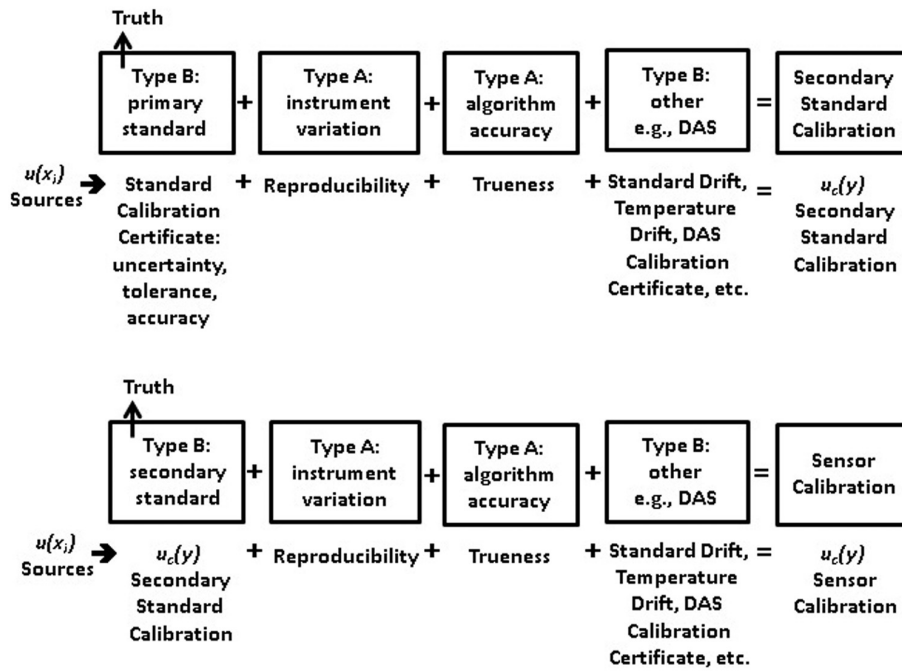 Truth
Type B:
primary
standard
+
Type A:
instrument
variation
+
Type A:
algorithm
accuracy
+
Type B:
other
e.g., DAS
=
Secondary
Standard
Calibration
u(xᵢ)
Sources
Standard
Calibration
Certificate:
uncertainty,
tolerance,
accuracy
+
Reproducibility
+
Trueness
+
Standard Drift,
Temperature
Drift, DAS
Calibration
Certificate, etc.
=
u_c(y)
Secondary
Standard
Calibration
Truth
Type B:
secondary
standard
+
Type A:
instrument
variation
+
Type A:
algorithm
accuracy
+
Type B:
other
e.g., DAS
=
Sensor
Calibration
u(xᵢ)
Sources
u_c(y)
Secondary
Standard
Calibration
+
Reproducibility
+
Trueness
+
Standard Drift,
Temperature
Drift, DAS
Calibration
Certificate, etc.
=
u_c(y)
Sensor
Calibration